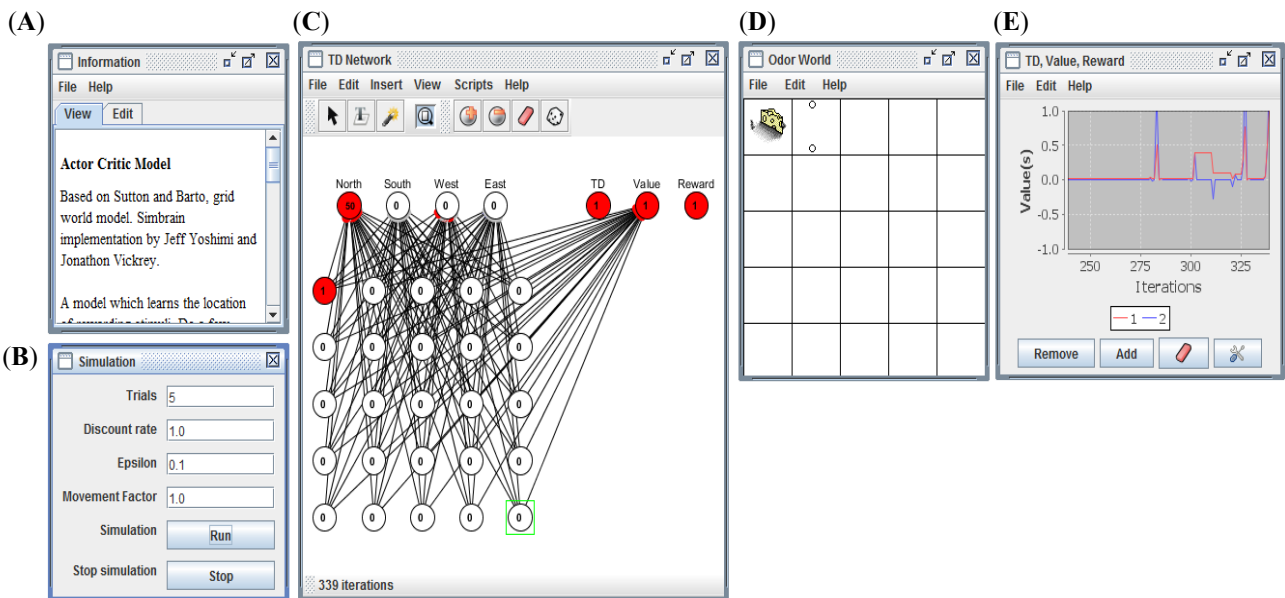 (A)
Information
File Help
View Edit
Actor Critic Model
Based on Sutton and Barto, grid
world model. Simbrain
implementation by Jeff Yoshimi and
Jonathon Vickrey.
A model which learns the location
of rewarding stimuli. Do a few
(B)
Simulation
Trials 5
Discount rate 1.0
Epsilon 0.1
Movement Factor 1.0
Simulation Run
Stop simulation Stop
(C)
TD Network
File Edit Insert View Scripts Help
North South West East TD Value Reward
50 0 0 0 1 1 1
1 0 0 0 0
0 0 0 0 0
0 0 0 0 0
0 0 0 0 0
0 0 0 0 0
339 iterations
(D)
Odor World
File Edit Help
(E)
TD, Value, Reward
File Edit Help
Value(s)
1.0
0.5
0.0
-0.5
-1.0
250 275 300 325
Iterations
1 2
Remove Add